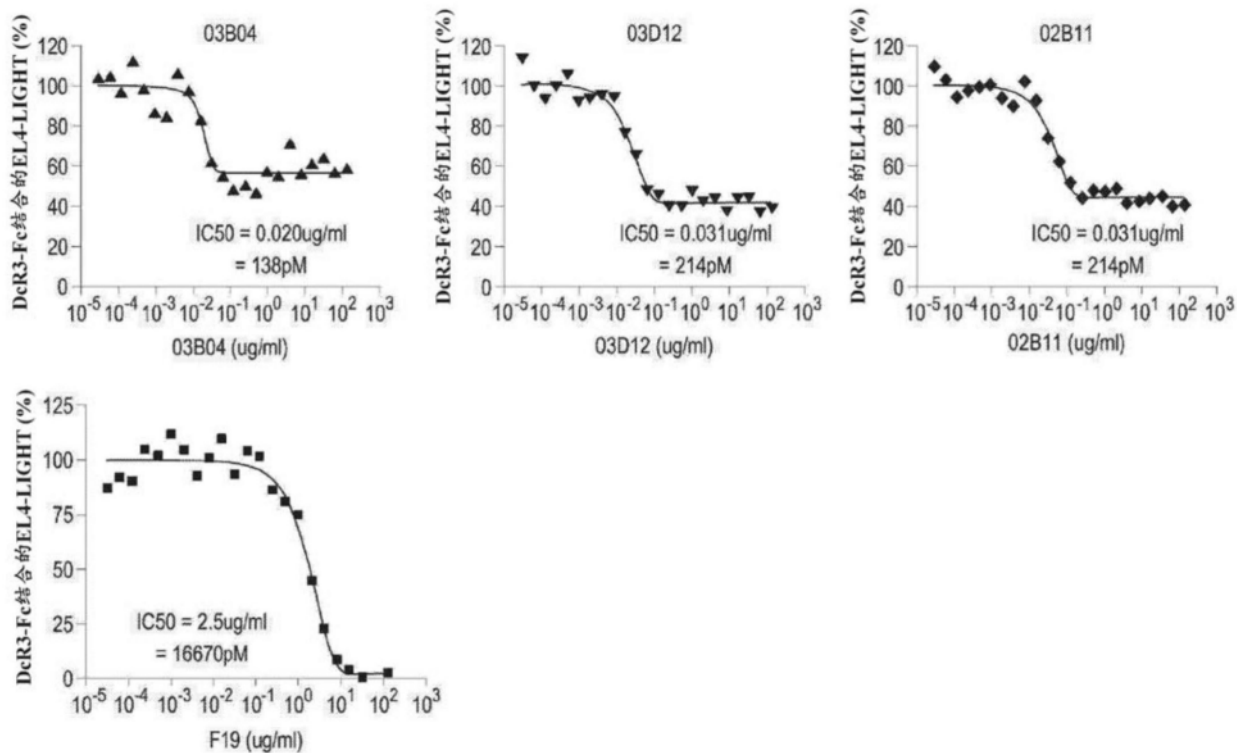 03B04
DcR3-Fc结合的EL4-LIGHT (%)
120
100
80
60
40
20
0
IC50 = 0.020ug/ml
= 138pM
10-5 10-4 10-3 10-2 10-1 100 101 102 103
03B04 (ug/ml)
03D12
DcR3-Fc结合的EL4-LIGHT (%)
120
100
80
60
40
20
0
IC50 = 0.031ug/ml
= 214pM
10-5 10-4 10-3 10-2 10-1 100 101 102 103
03D12 (ug/ml)
02B11
DcR3-Fc结合的EL4-LIGHT (%)
120
100
80
60
40
20
0
IC50 = 0.031ug/ml
= 214pM
10-5 10-4 10-3 10-2 10-1 100 101 102 103
02B11 (ug/ml)
DcR3-Fc结合的EL4-LIGHT (%)
125
100
75
50
25
0
IC50 = 2.5ug/ml
= 16670pM
10-5 10-4 10-3 10-2 10-1 100 101 102 103
F19 (ug/ml)